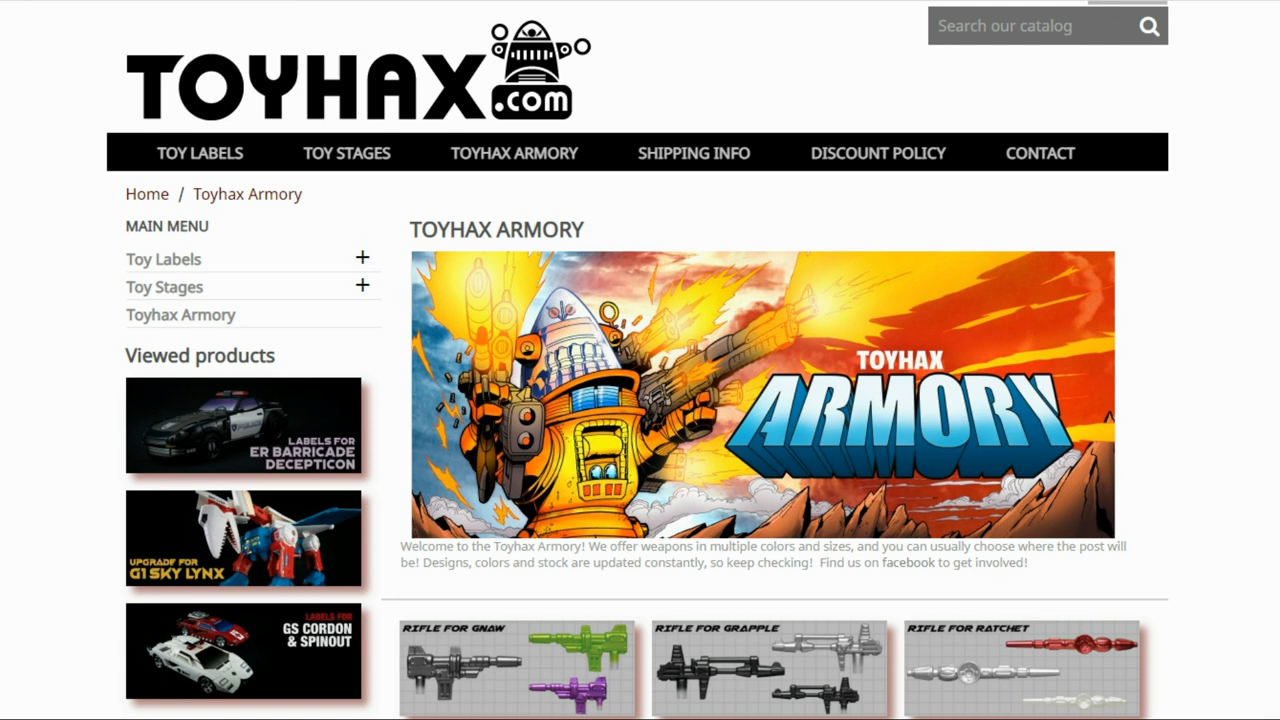 Search our catalog
TOYHAX
.com
TOY LABELS TOY STAGES TOYHAX ARMORY SHIPPING INFO DISCOUNT POLICY CONTACT
Home / Toyhax Armory
MAIN MENU
Toy Labels +
Toy Stages +
Toyhax Armory
Viewed products
LABELS FOR
ER BARRICADE
DECEPTICON
UPGRADE FOR
G1 SKY LYNX
LABELS FOR
GS CORDON
& SPINOUT
TOYHAX ARMORY
TOYHAX
ARMORY
Welcome to the Toyhax Armory! We offer weapons in multiple colors and sizes, and you can usually choose where the post will
be! Designs, colors and stock are updated constantly, so keep checking! Find us on facebook to get involved!
RIFLE FOR GNAW
RIFLE FOR GRAPPLE
RIFLE FOR RATCHET